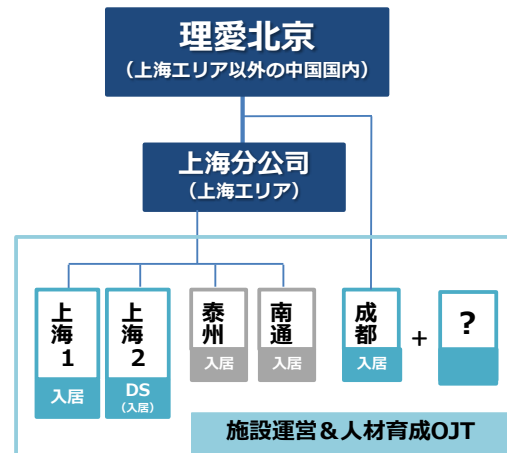 理愛北京
（上海エリア以外の中国国内）
上海分公司
（上海エリア）
上海1
入居
上海2
DS
（入居）
泰州
入居
南通
入居
成都
入居
+
?
施設運営&人材育成OJT